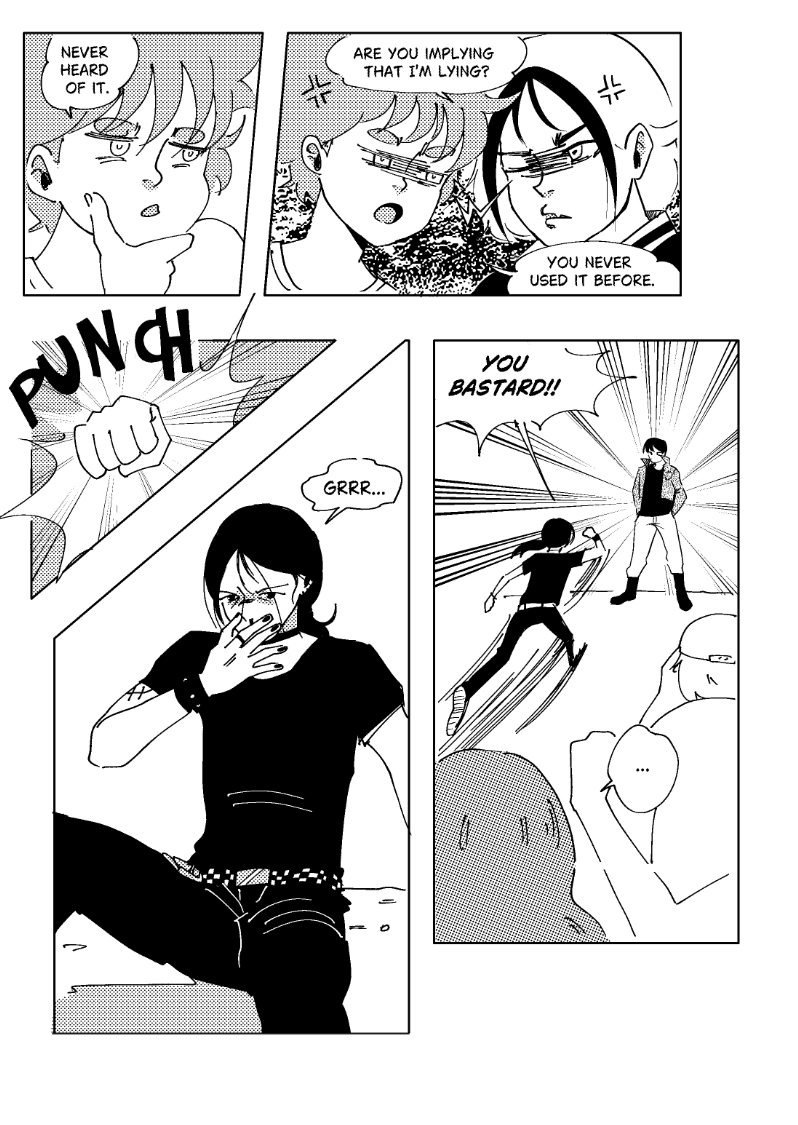 NEVER
HEARD
OF IT.
ARE YOU IMPLYING
THAT I'M LYING?
YOU NEVER
USED IT BEFORE.
PUNCH
GRRR...
YOU
BASTARD!!
...